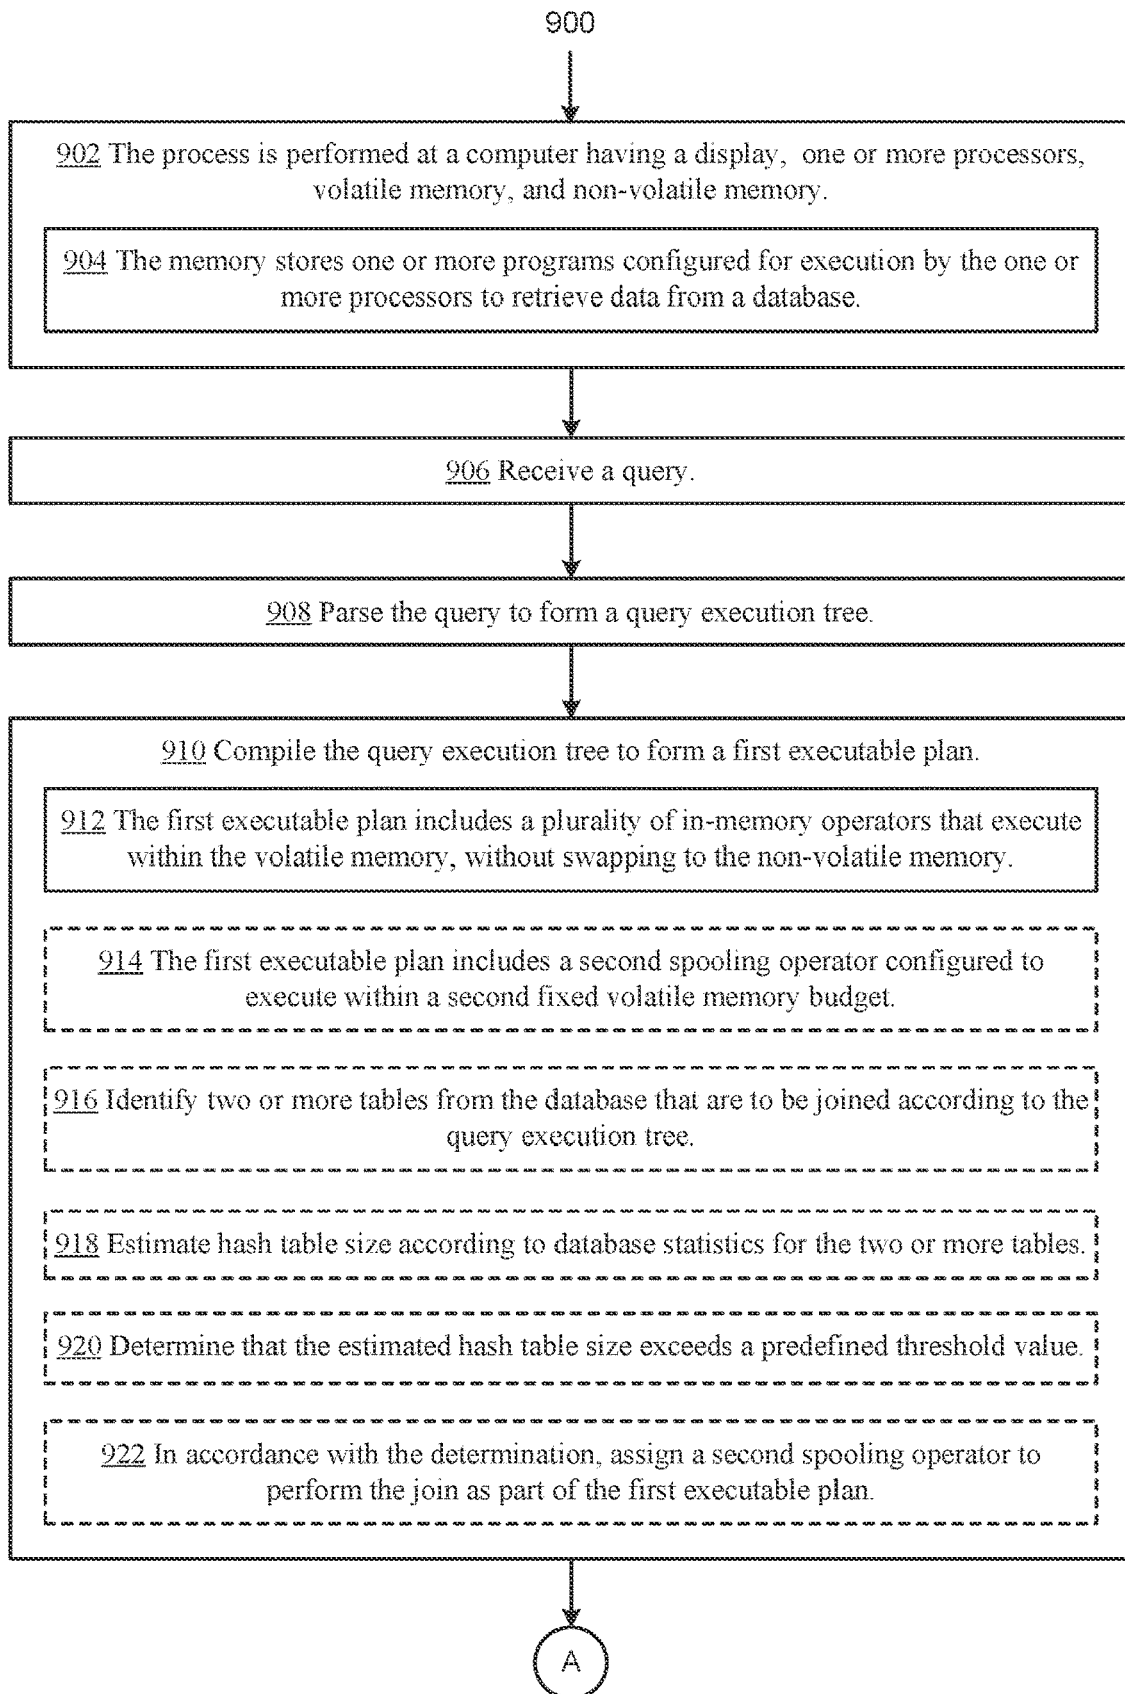 900
902 The process is performed at a computer having a display, one or more processors,
volatile memory, and non-volatile memory.
904 The memory stores one or more programs configured for execution by the one or
more processors to retrieve data from a database.
906 Receive a query.
908 Parse the query to form a query execution tree.
910 Compile the query execution tree to form a first executable plan.
912 The first executable plan includes a plurality of in-memory operators that execute
within the volatile memory, without swapping to the non-volatile memory.
914 The first executable plan includes a second spooling operator configured to
execute within a second fixed volatile memory budget.
916 Identify two or more tables from the database that are to be joined according to the
query execution tree.
918 Estimate hash table size according to database statistics for the two or more tables.
920 Determine that the estimated hash table size exceeds a predefined threshold value.
922 In accordance with the determination, assign a second spooling operator to
perform the join as part of the first executable plan.
A